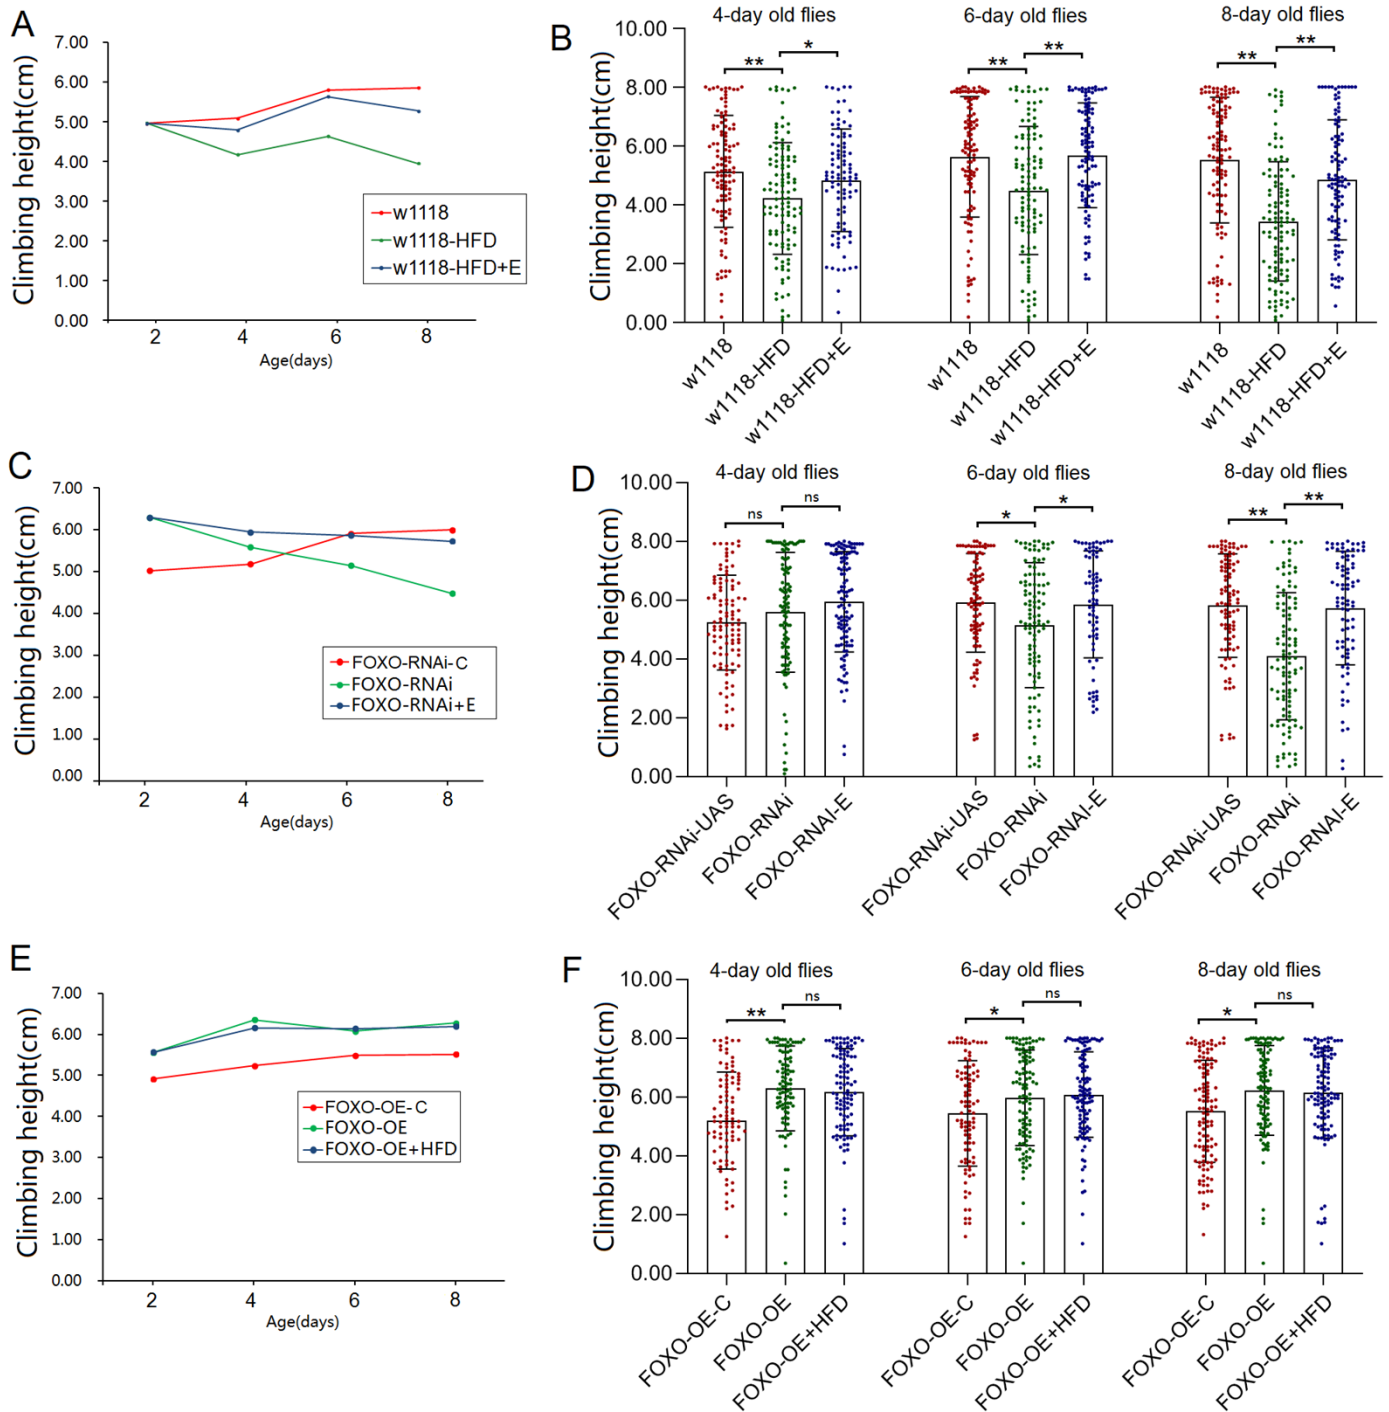 A
Climbing height(cm)
7.00
6.00
5.00
4.00
3.00
2.00
1.00
0.00
2 4 6 8
Age(days)
w1118
w1118-HFD
w1118-HFD+E
B
4-day old flies 6-day old flies 8-day old flies
Climbing height(cm)
10.00
8.00
6.00
4.00
2.00
0.00
** * ** ** ** **
w1118 w1118-HFD w1118-HFD+E w1118 w1118-HFD w1118-HFD+E w1118 w1118-HFD w1118-HFD+E
C
Climbing height(cm)
7.00
6.00
5.00
4.00
3.00
2.00
1.00
0.00
2 4 6 8
Age(days)
FOXO-RNAi-C
FOXO-RNAi
FOXO-RNAi+E
D
4-day old flies 6-day old flies 8-day old flies
Climbing height(cm)
10.00
8.00
6.00
4.00
2.00
0.00
ns ns * * ** **
FOXO-RNAi-UAS FOXO-RNAi FOXO-RNAI-E FOXO-RNAi-UAS FOXO-RNAi FOXO-RNAI-E FOXO-RNAi-UAS FOXO-RNAi FOXO-RNAI-E
E
Climbing height(cm)
7.00
6.00
5.00
4.00
3.00
2.00
1.00
0.00
2 4 6 8
Age(days)
FOXO-OE-C
FOXO-OE
FOXO-OE+HFD
F
4-day old flies 6-day old flies 8-day old flies
Climbing height(cm)
10.00
8.00
6.00
4.00
2.00
0.00
** ns * ns * ns
FOXO-OE-C FOXO-OE FOXO-OE+HFD FOXO-OE-C FOXO-OE FOXO-OE+HFD FOXO-OE-C FOXO-OE FOXO-OE+HFD